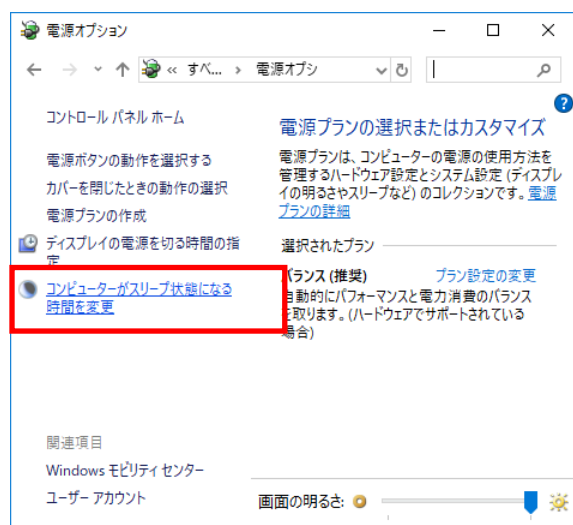 電源オプション
« すべ... › 電源オプシ
コントロール パネル ホーム
電源ボタンの動作を選択する
カバーを閉じたときの動作の選択
電源プランの作成
ディスプレイの電源を切る時間の指
定
コンピューターがスリープ状態になる
時間を変更
関連項目
Windows モビリティ センター
ユーザー アカウント
?
電源プランの選択またはカスタマイズ
電源プランは、コンピューターの電源の使用方法を
管理するハードウェア設定とシステム設定 (ディスプレ
イの明るさやスリープなど) のコレクションです。電源
プランの詳細
選択されたプラン
バランス (推奨) プラン設定の変更
自動的にパフォーマンスと電力消費のバランス
を取ります。(ハードウェアでサポートされている
場合)
画面の明るさ: